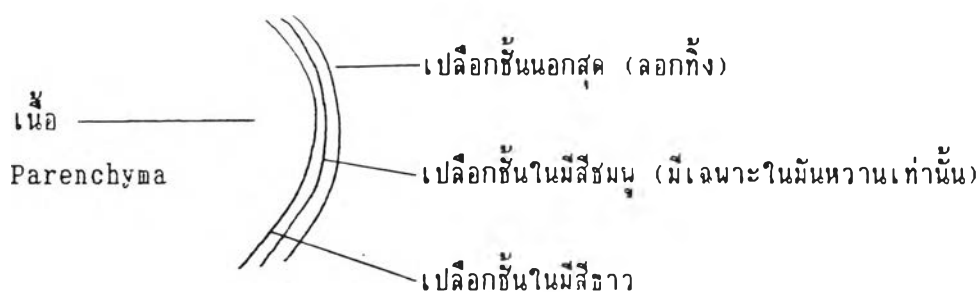 เปลือกชั้นนอกสุด (ลอกทิ้ง)
เนื้อ
Parenchyma
เปลือกชั้นในมีสีชมพู (มีเฉพาะในมันหวานเท่านั้น)
เปลือกชั้นในมีสีขาว